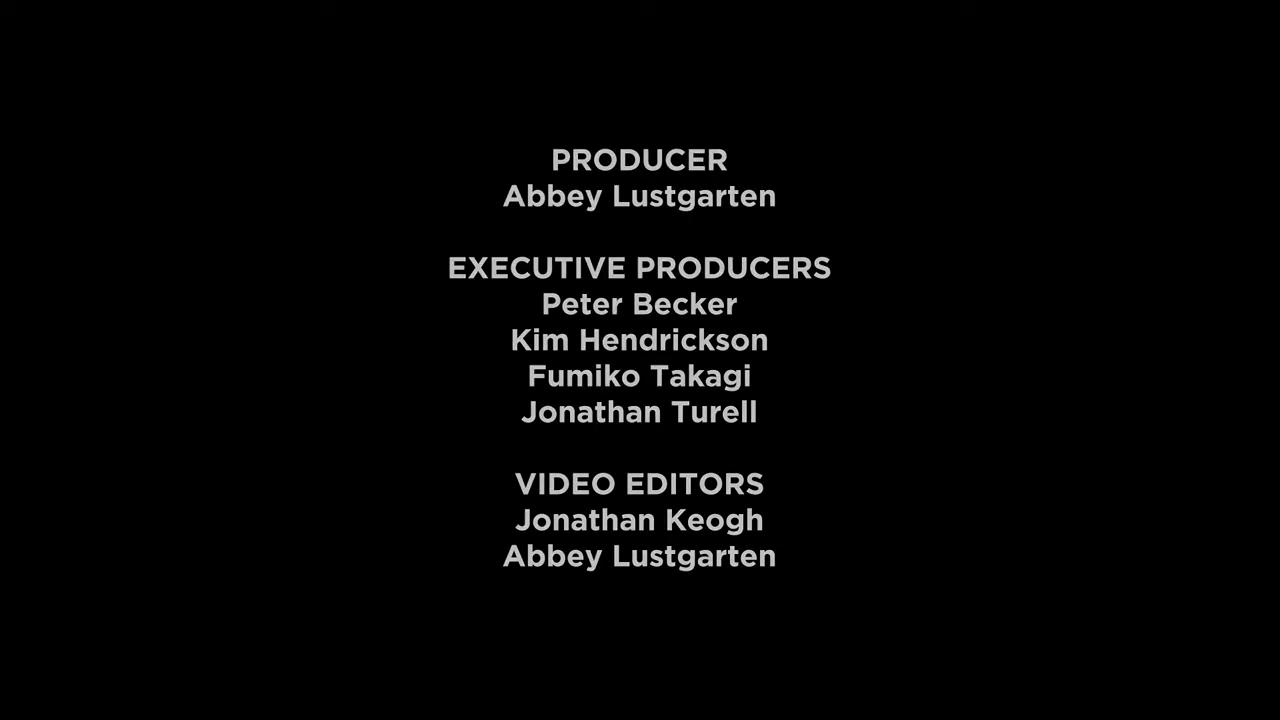 PRODUCER
Abbey Lustgarten
EXECUTIVE PRODUCERS
Peter Becker
Kim Hendrickson
Fumiko Takagi
Jonathan Turell
VIDEO EDITORS
Jonathan Keogh
Abbey Lustgarten